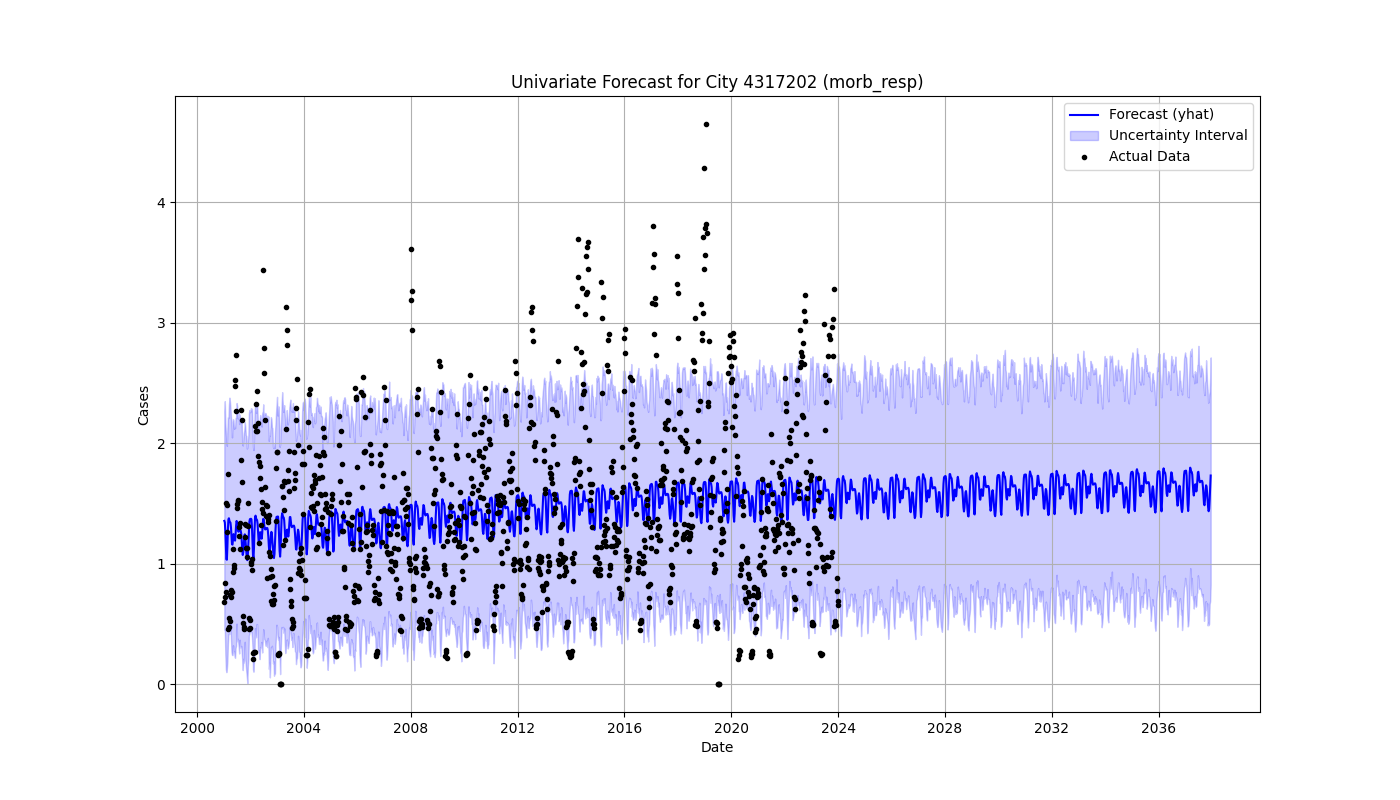 Univariate Forecast for City 4317202 (morb_resp)
Forecast (yhat)
Uncertainty Interval
Actual Data
Cases
4
3
2
1
0
2000 2004 2008 2012 2016 2020 2024 2028 2032 2036
Date